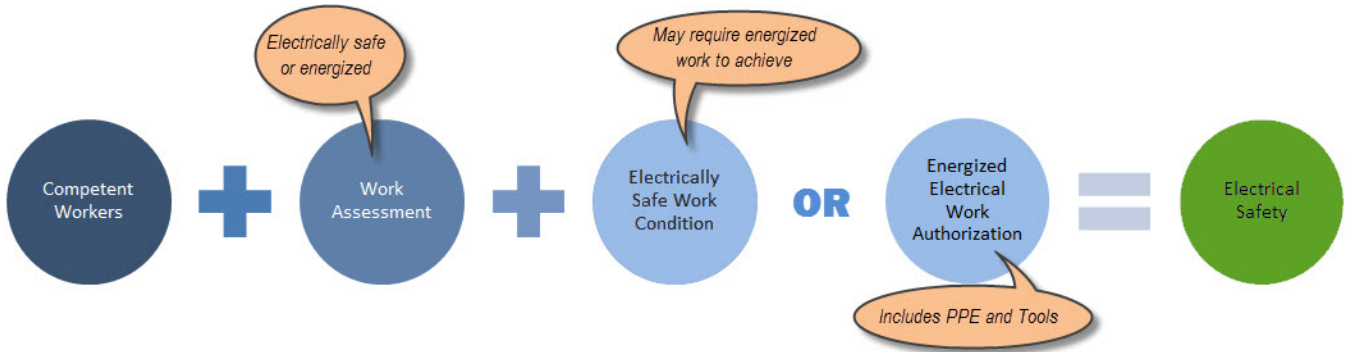 Electrically safe
or energized
May require energized
work to achieve
Competent
Workers
Work
Assessment
Electrically
Safe Work
Condition
OR
Energized
Electrical
Work
Authorization
Includes PPE and Tools
Electrical
Safety